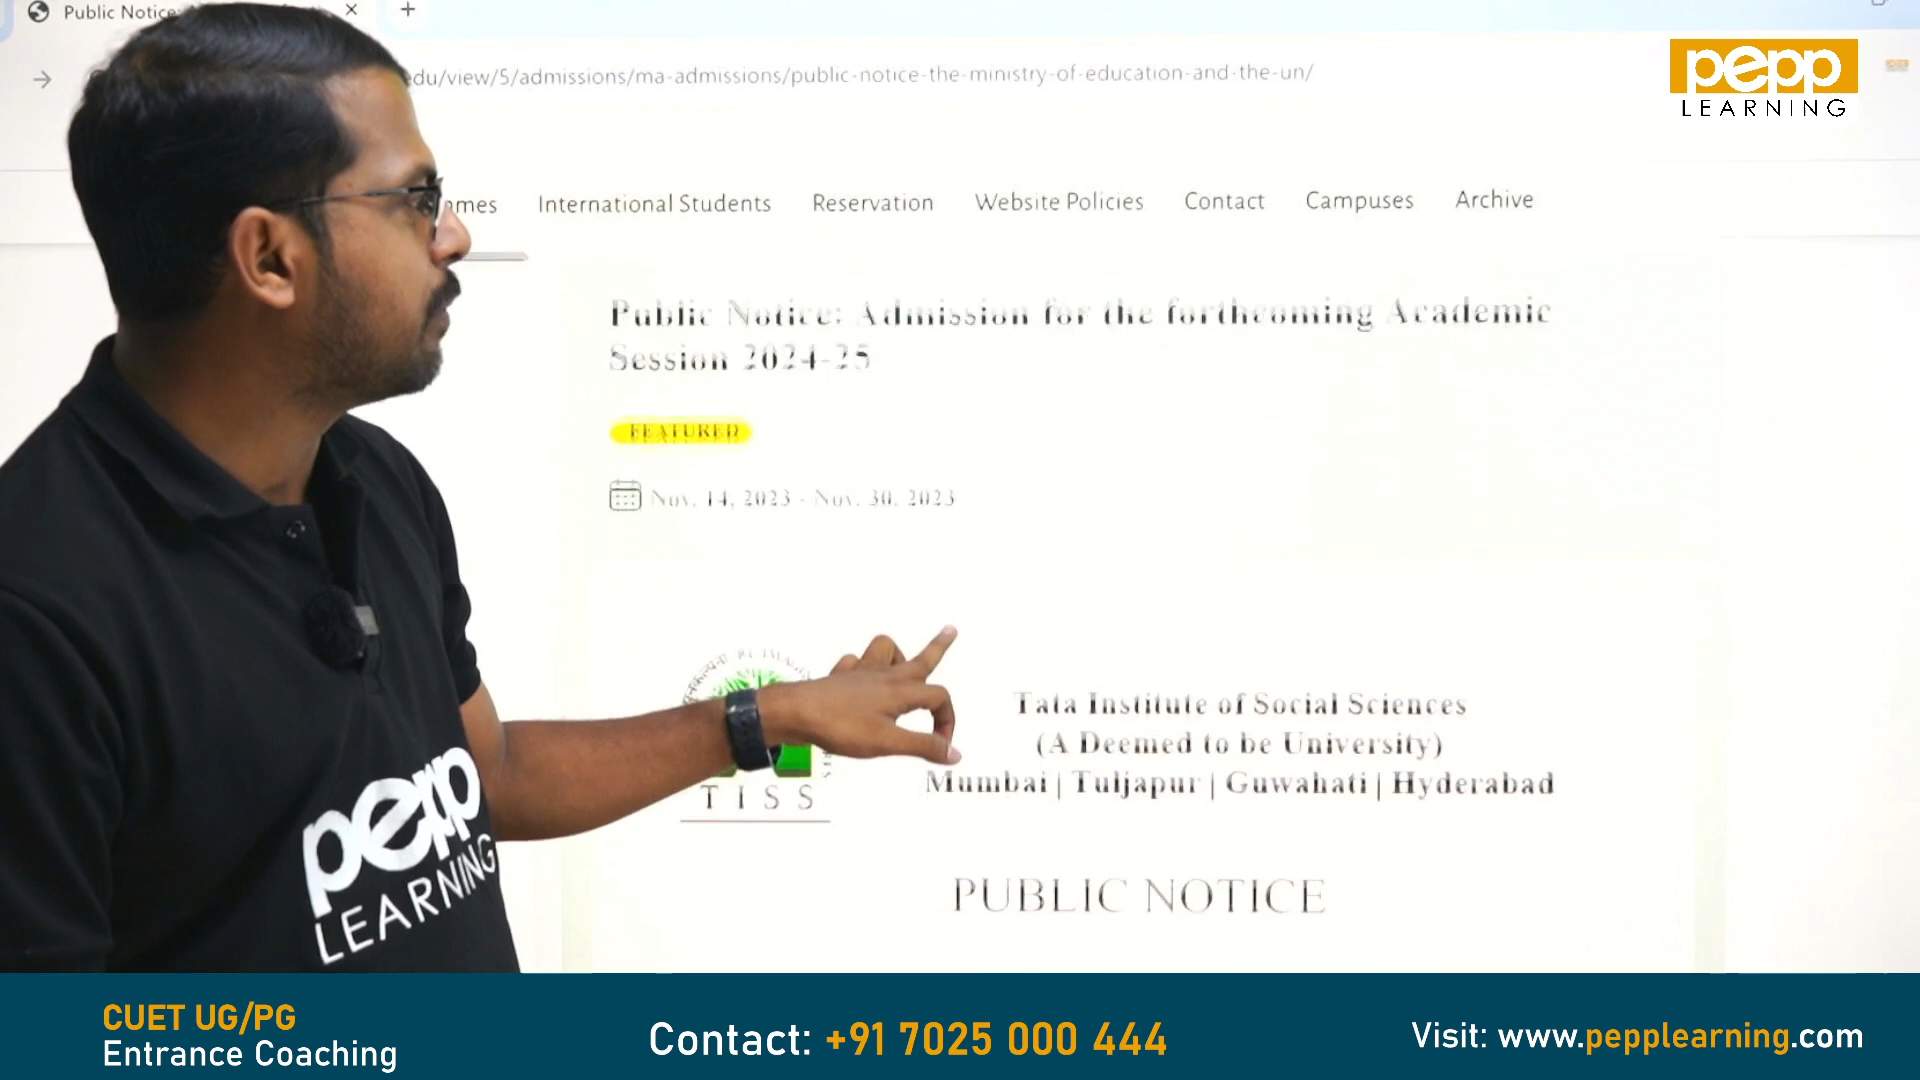 Public Notice:
edu/view/5/admissions/ma-admissions/public-notice-the-ministry-of-education-and-the-un/
pepp
LEARNING
International Students Reservation Website Policies Contact Campuses Archive
Public Notice: Admission for the forthcoming Academic
Session 2024-25
FEATURED
Nov. 14, 2023 - Nov. 30, 2023
TISS
Tata Institute of Social Sciences
(A Deemed to be University)
Mumbai | Tuljapur | Guwahati | Hyderabad
PUBLIC NOTICE
pepp
LEARNING
CUET UG/PG
Entrance Coaching
Contact: +91 7025 000 444
Visit: www.pepplearning.com